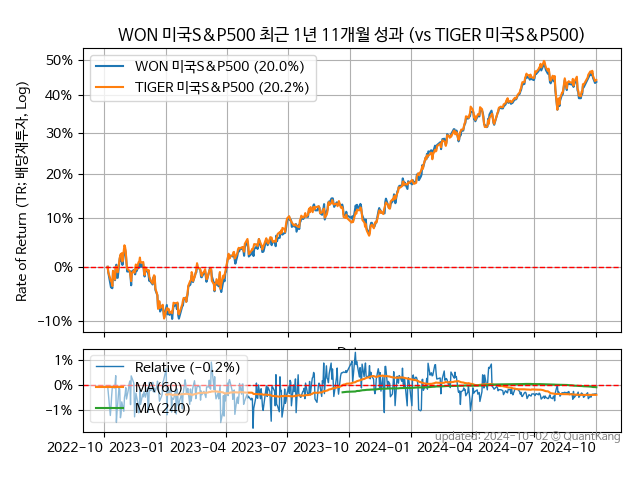 WON 미국S&P500 최근 1년 11개월 성과 (vs TIGER 미국S&P500)
Rate of Return (TR: 배당재투자, Log)
50%
40%
30%
20%
10%
0%
−10%
WON 미국S&P500 (20.0%)
TIGER 미국S&P500 (20.2%)
1%
0%
−1%
Relative (−0.2%)
MA(60)
MA(240)
updated: 2024-10-02 © QuantKang
2022−10 2023−01 2023−04 2023−07 2023−10 2024−01 2024−04 2024−07 2024−10